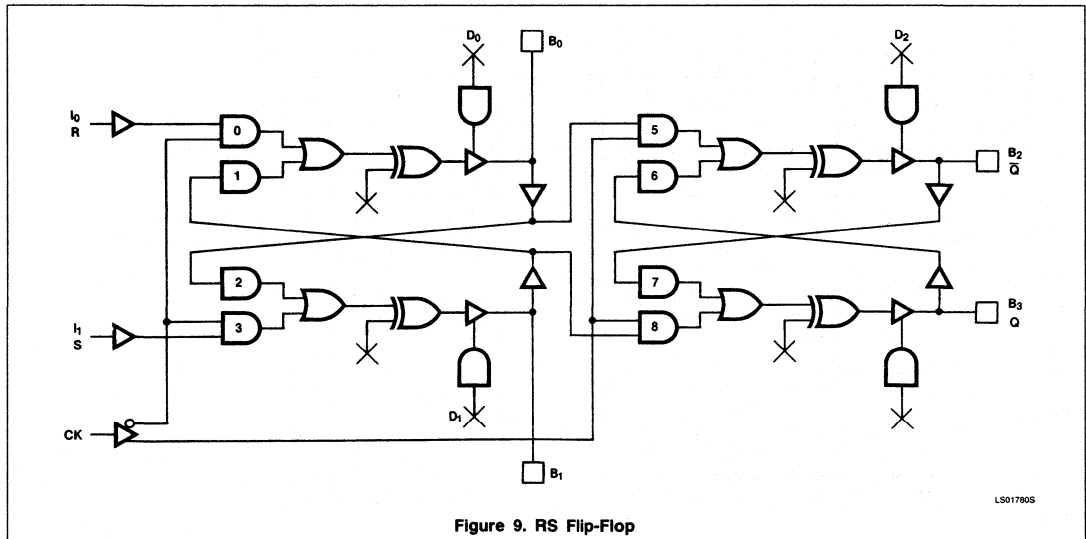 D0
B0
D2
I0
R
0
1
5
6
B2
Q̅
2
3
7
8
I1
S
B3
Q
D1
CK
B1
LS01780S
Figure 9. RS Flip-Flop